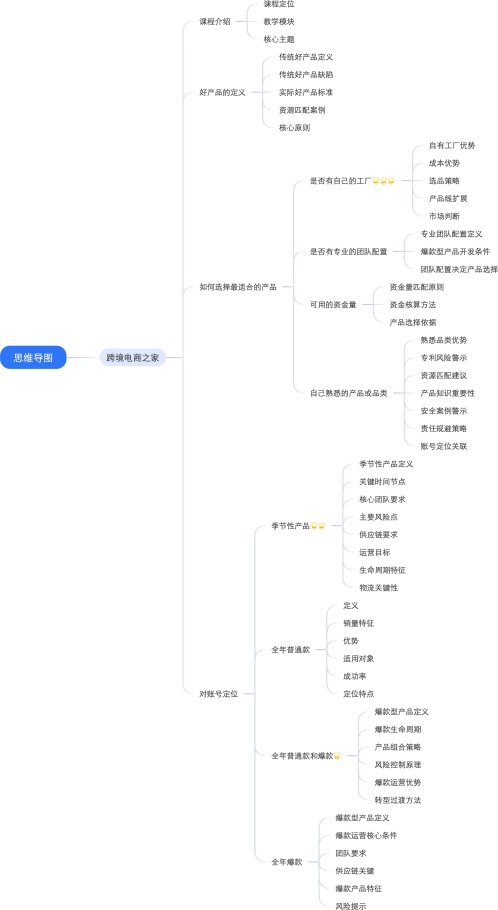 思维导图
跨境电商之家
课程介绍
课程定位
教学模块
核心主题
好产品的定义
传统好产品定义
传统好产品缺陷
实际好产品标准
资源匹配案例
核心原则
如何选择最适合的产品
是否有自己的工厂
自有工厂优势
成本优势
选品策略
产品线扩展
市场判断
是否有专业的团队配置
专业团队配置定义
爆款型产品开发条件
团队配置决定产品选择
可用的资金量
资金量匹配原则
资金核算方法
产品选择依据
自己熟悉的产品或品类
熟悉品类优势
专利风险警示
资源匹配建议
产品知识重要性
安全案例警示
责任规避策略
账号定位关联
对账号定位
季节性产品
季节性产品定义
关键时间节点
核心团队要求
主要风险点
供应链要求
运营目标
生命周期特征
物流关键性
全年普通款
定义
销量特征
优势
适用对象
成功率
定位特点
全年普通款和爆款
爆款型产品定义
爆款生命周期
产品组合策略
风险控制原理
爆款运营优势
转型过渡方法
全年爆款
爆款型产品定义
爆款运营核心条件
团队要求
供应链关键
爆款产品特征
风险提示